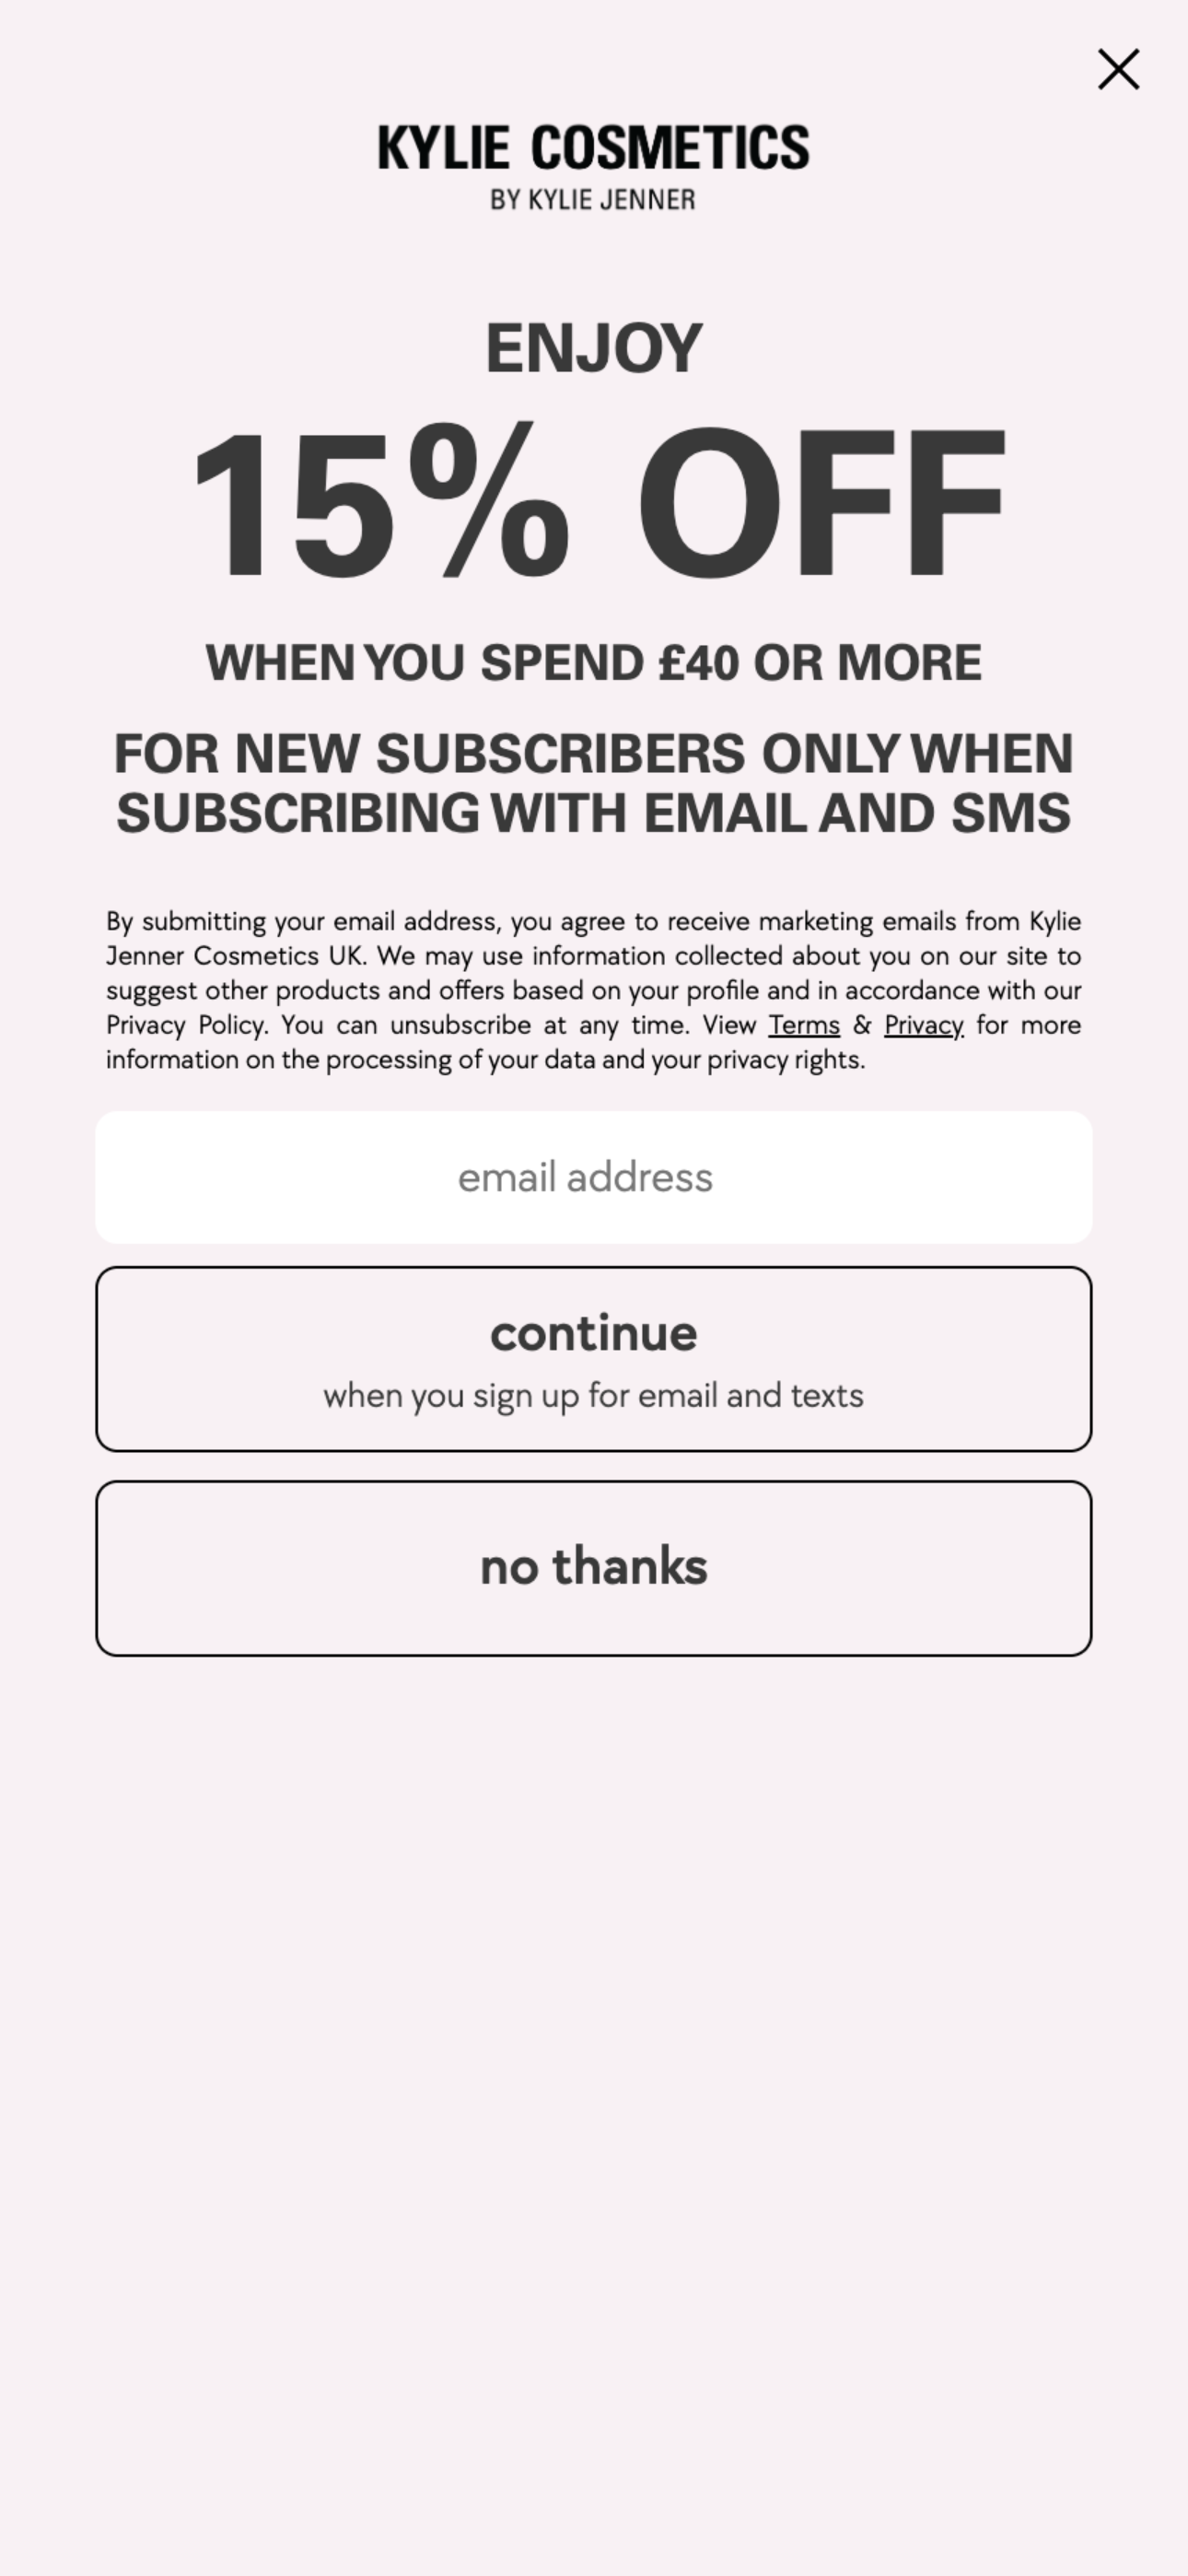 KYLIE COSMETICS
BY KYLIE JENNER
ENJOY
15% OFF
WHEN YOU SPEND £40 OR MORE
FOR NEW SUBSCRIBERS ONLY WHEN
SUBSCRIBING WITH EMAIL AND SMS
By submitting your email address, you agree to receive marketing emails from Kylie
Jenner Cosmetics UK. We may use information collected about you on our site to
suggest other products and offers based on your profile and in accordance with our
Privacy Policy. You can unsubscribe at any time. View Terms & Privacy for more
information on the processing of your data and your privacy rights.
email address
continue
when you sign up for email and texts
no thanks